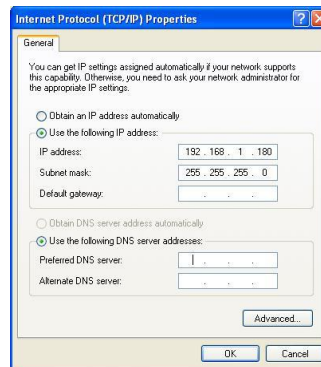 Internet Protocol (TCP/IP) Properties
General
You can get IP settings assigned automatically if your network supports
this capability. Otherwise, you need to ask your network administrator for
the appropriate IP settings.
Obtain an IP address automatically
Use the following IP address:
IP address: 192 . 168 . 1 . 180
Subnet mask: 255 . 255 . 255 . 0
Default gateway: . . .
Obtain DNS server address automatically
Use the following DNS server addresses:
Preferred DNS server: . . .
Alternate DNS server: . . .
Advanced...
OK Cancel